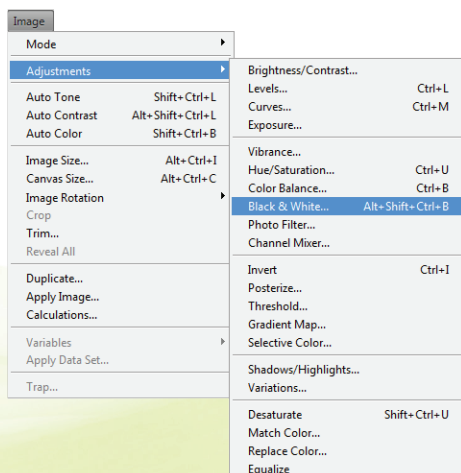 Image
Mode
Adjustments
Auto Tone Shift+Ctrl+L
Auto Contrast Alt+Shift+Ctrl+L
Auto Color Shift+Ctrl+B
Image Size... Alt+Ctrl+I
Canvas Size... Alt+Ctrl+C
Image Rotation
Crop
Trim...
Reveal All
Duplicate...
Apply Image...
Calculations...
Variables
Apply Data Set...
Trap...
Brightness/Contrast...
Levels... Ctrl+L
Curves... Ctrl+M
Exposure...
Vibrance...
Hue/Saturation... Ctrl+U
Color Balance... Ctrl+B
Black & White... Alt+Shift+Ctrl+B
Photo Filter...
Channel Mixer...
Invert Ctrl+I
Posterize...
Threshold...
Gradient Map...
Selective Color...
Shadows/Highlights...
Variations...
Desaturate Shift+Ctrl+U
Match Color...
Replace Color...
Equalize